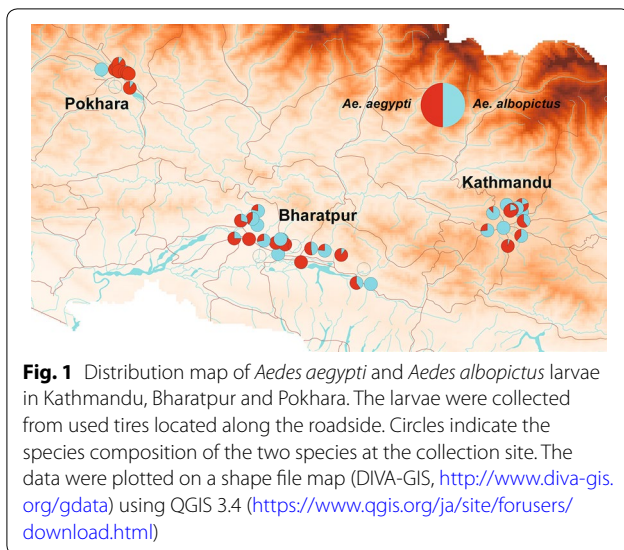 Pokhara
Ae. aegypti
Ae. albopictus
Kathmandu
Bharatpur
Fig. 1 Distribution map of Aedes aegypti and Aedes albopictus larvae
in Kathmandu, Bharatpur and Pokhara. The larvae were collected
from used tires located along the roadside. Circles indicate the
species composition of the two species at the collection site. The
data were plotted on a shape file map (DIVA-GIS, http://www.diva-gis.
org/gdata) using QGIS 3.4 (https://www.qgis.org/ja/site/forusers/
download.html)